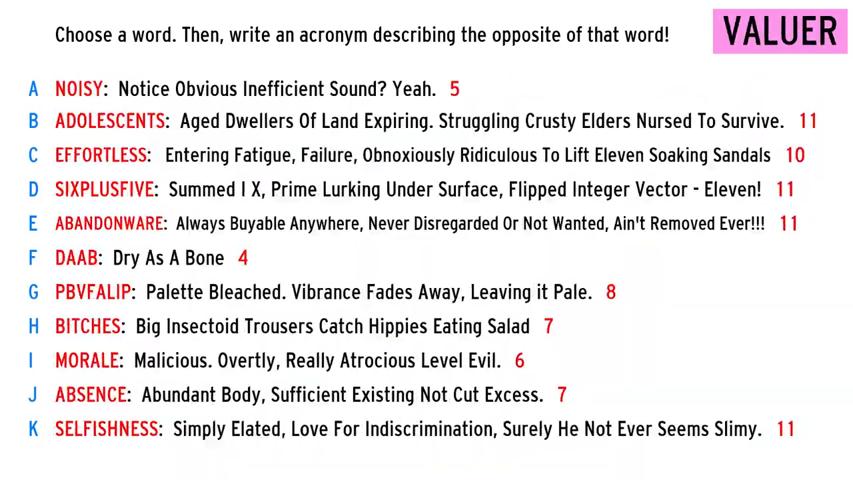 Choose a word. Then, write an acronym describing the opposite of that word!
VALUER
A NOISY: Notice Obvious Inefficient Sound? Yeah. 5
B ADOLESCENTS: Aged Dwellers Of Land Expiring. Struggling Crusty Elders Nursed To Survive. 11
C EFFORTLESS: Entering Fatigue, Failure, Obnoxiously Ridiculous To Lift Eleven Soaking Sandals 10
D SIXPLUSFIVE: Summed I X, Prime Lurking Under Surface, Flipped Integer Vector - Eleven! 11
E ABANDONWARE: Always Buyable Anywhere, Never Disregarded Or Not Wanted, Ain't Removed Ever!!! 11
F DAAB: Dry As A Bone 4
G PBVFALIP: Palette Bleached. Vibrance Fades Away, Leaving it Pale. 8
H BITCHES: Big Insectoid Trousers Catch Hippies Eating Salad 7
I MORALE: Malicious. Overtly, Really Atrocious Level Evil. 6
J ABSENCE: Abundant Body, Sufficient Existing Not Cut Excess. 7
K SELFISHNESS: Simply Elated, Love For Indiscrimination, Surely He Not Ever Seems Slimy. 11